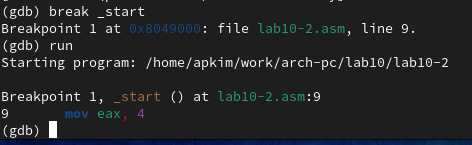 (gdb) break _start
Breakpoint 1 at 0x8049000: file lab10-2.asm, line 9.
(gdb) run
Starting program: /home/apkim/work/arch-pc/lab10/lab10-2

Breakpoint 1, _start () at lab10-2.asm:9
9       mov eax, 4
(gdb)